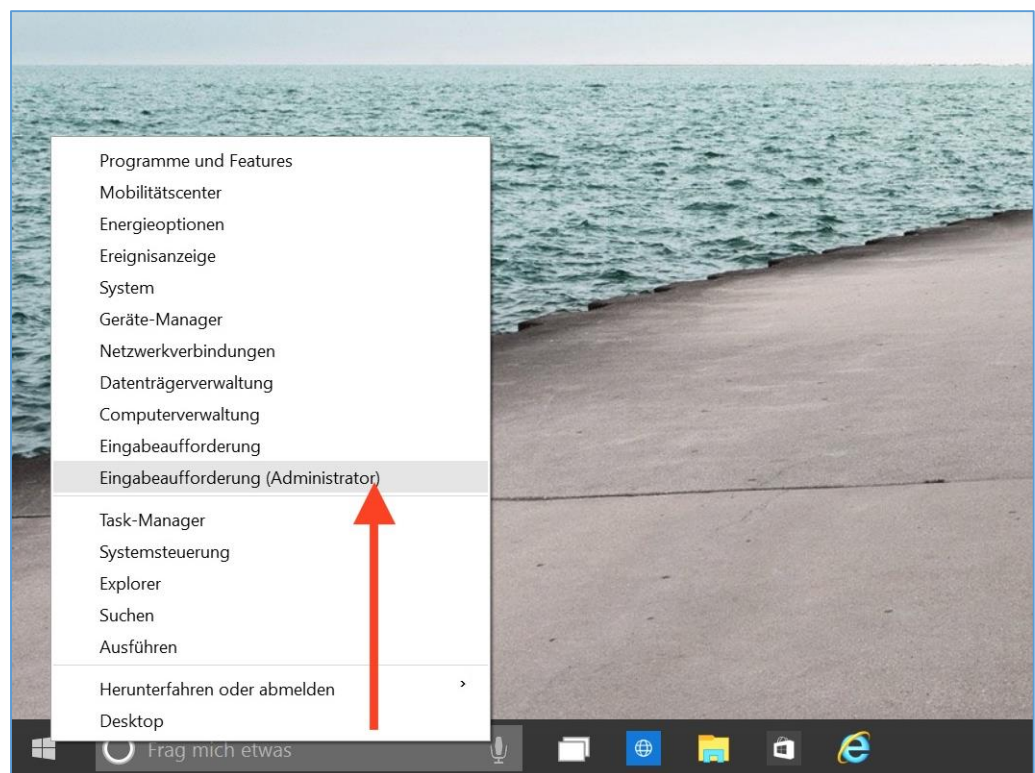 Programme und Features
Mobilitätscenter
Energieoptionen
Ereignisanzeige
System
Geräte-Manager
Netzwerkverbindungen
Datenträgerverwaltung
Computerverwaltung
Eingabeaufforderung
Eingabeaufforderung (Administrator)
Task-Manager
Systemsteuerung
Explorer
Suchen
Ausführen
Herunterfahren oder abmelden
Desktop
Frag mich etwas